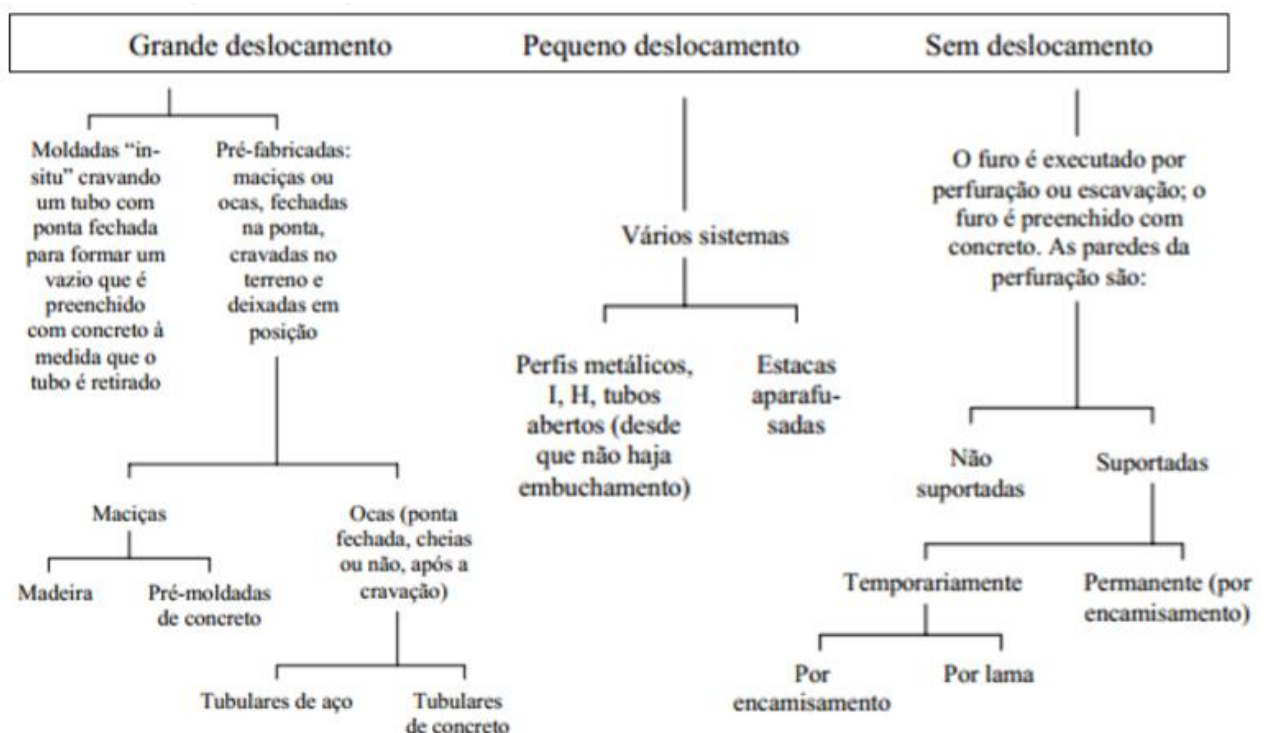 Grande deslocamento
Pequeno deslocamento
Sem deslocamento
Moldadas “in-
situ” cravando
um tubo com
ponta fechada
para formar um
vazio que é
preenchido
com concreto à
medida que o
tubo é retirado
Pré-fabricadas:
maciças ou
ocas, fechadas
na ponta,
cravadas no
terreno e
deixadas em
posição
Maciças
Madeira
Pré-moldadas
de concreto
Ocas (ponta
fechada, cheias
ou não, após a
cravação)
Tubulares de aço
Tubulares
de concreto
Vários sistemas
Perfis metálicos,
I, H, tubos
abertos (desde
que não haja
embuchamento)
Estacas
aparafu-
sadas
O furo é executado por
perfuração ou escavação; o
furo é preenchido com
concreto. As paredes da
perfuração são:
Não
suportadas
Suportadas
Temporariamente
Permanente (por
encamisamento)
Por
encamisamento
Por lama